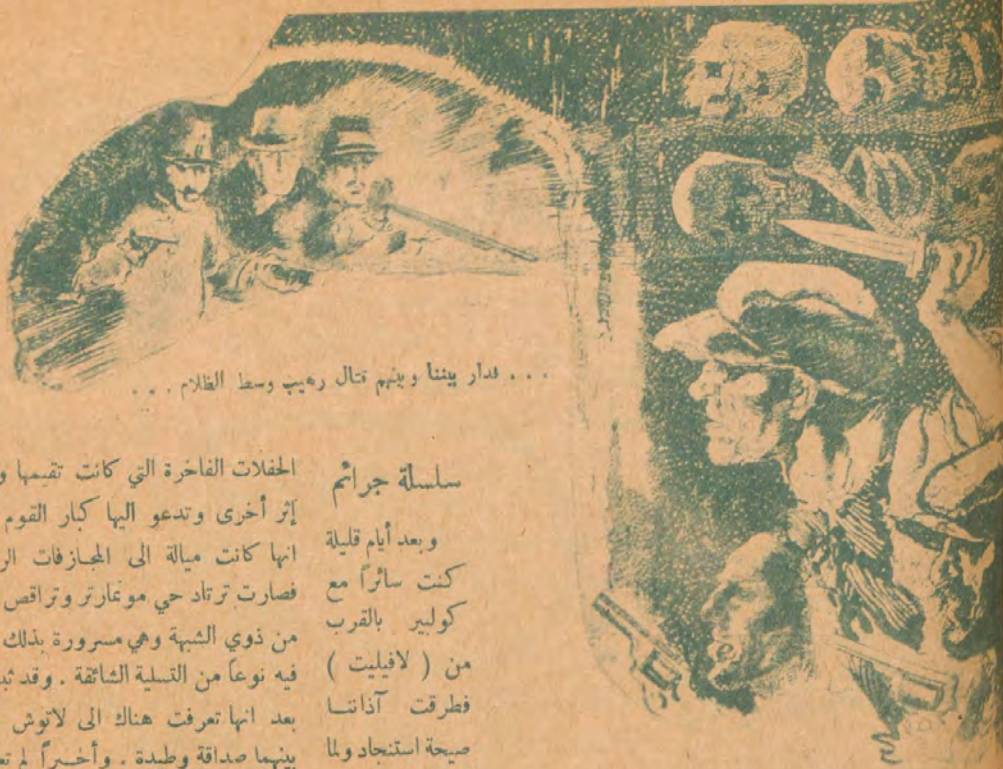 . . . فدار بيننا وبينهم قتال رهيب وسط الظلام . . .
سلسلة جرائم
وبعد أيام قليلة
كنت سائراً مع
كولبير بالقرب
من ( لافيليت )
فطرقت آذاننا
صيحة استنجاد ولما
الحفلات الفاخرة التي كانت تقيمها
إثر أخرى وتدعو اليها كبار القوم
انها كانت ميالة الى المجازفات
فصارت ترتاد حي مونمارتر وتراقص
من ذوي الشبهة وهي مسرورة بذلك
فيه نوعاً من التسلية الشائقة . وقد
بعد انها تعرفت هناك الى لاتوش
بينهما صداقة وطيدة . وأخيراً لم